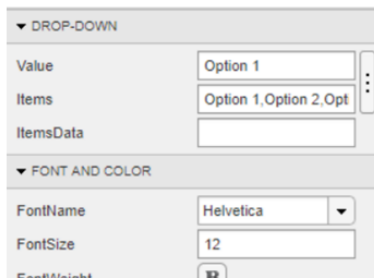 DROP-DOWN
Value Option 1
Items Option 1,Option 2,Opt
ItemsData
FONT AND COLOR
FontName Helvetica
FontSize 12
FontWeight B